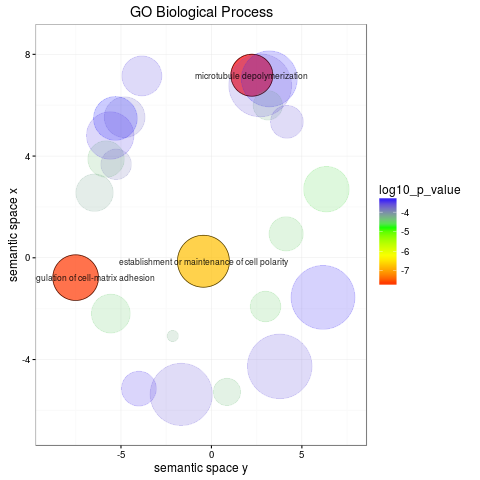 GO Biological Process
8
4
0
-4
-5
0
5
semantic space x
semantic space y
microtubule depolymerization
establishment or maintenance of cell polarity
gulation of cell-matrix adhesion
log10_p_value
-4
-5
-6
-7